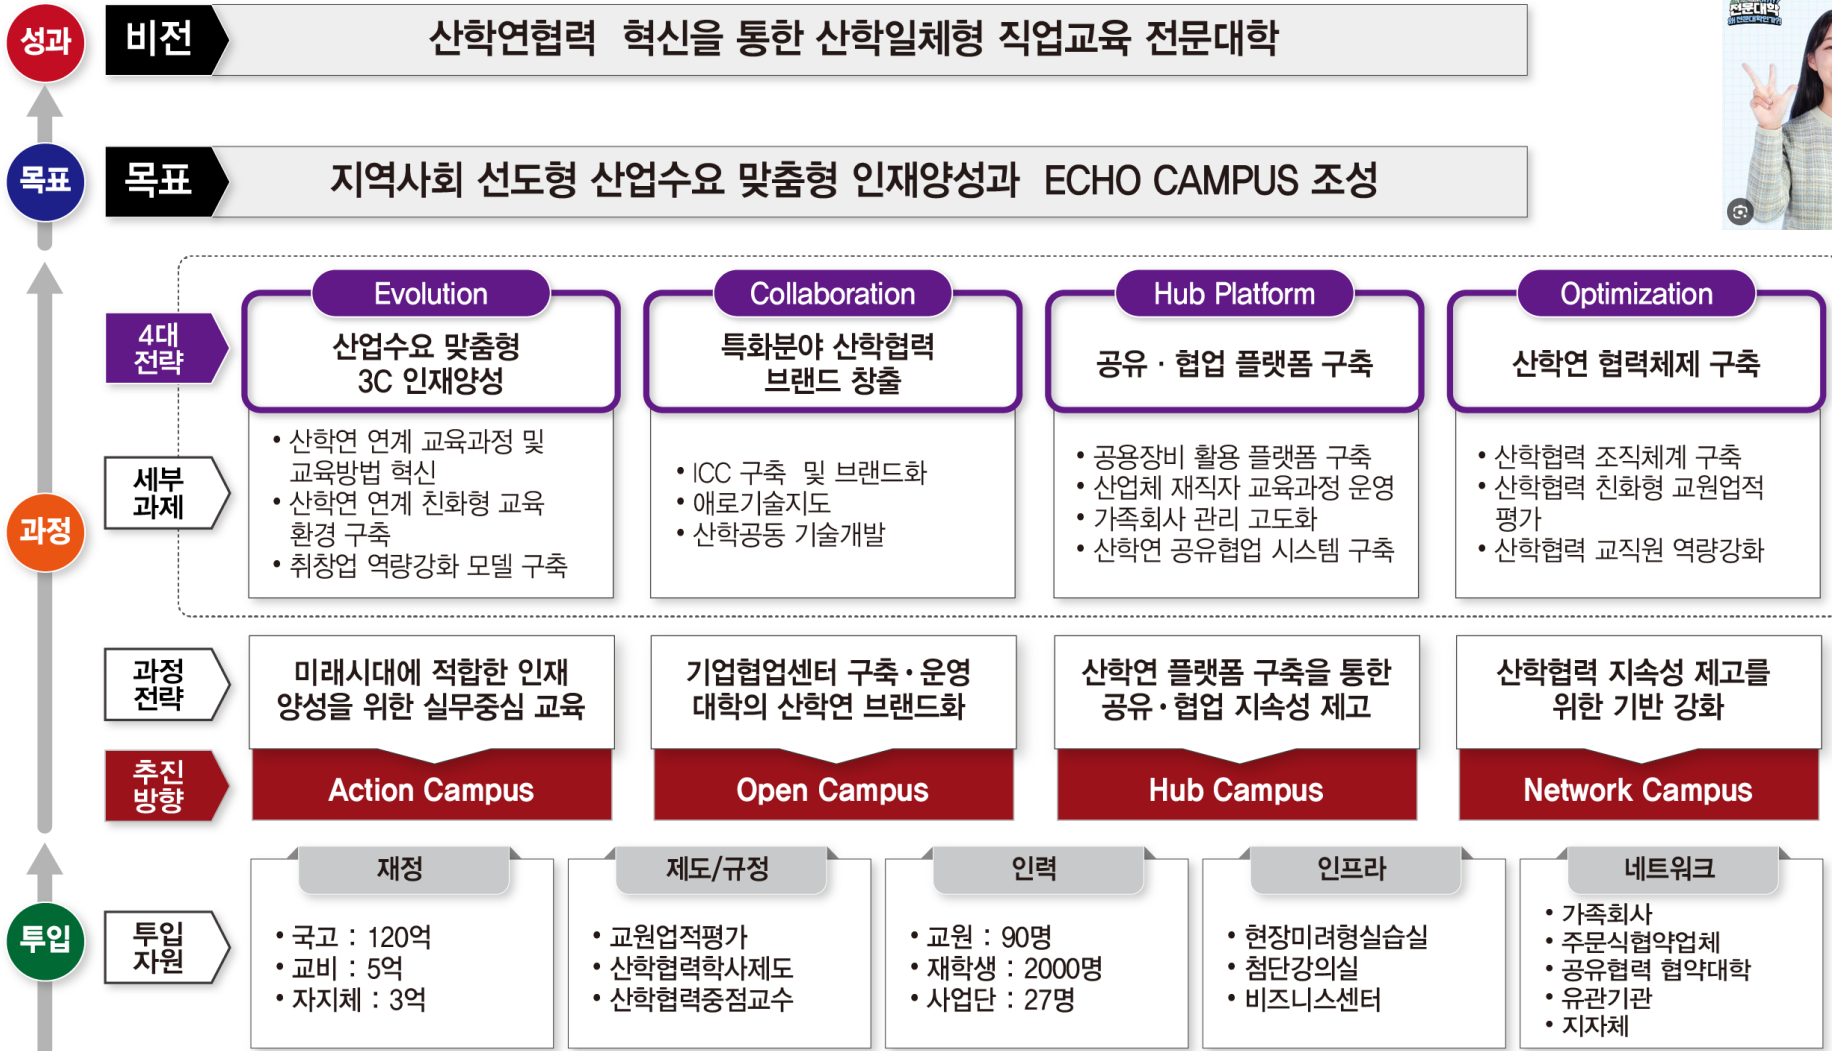 성과
비전
산학연협력 혁신을 통한 산학일체형 직업교육 전문대학
전문대학
목표
목표
지역사회 선도형 산업수요 맞춤형 인재양성과 ECHO CAMPUS 조성
과정
4대
전략
Evolution
산업수요 맞춤형
3C 인재양성
Collaboration
특화분야 산학협력
브랜드 창출
Hub Platform
공유·협업 플랫폼 구축
Optimization
산학연 협력체제 구축
세부
과제
• 산학연 연계 교육과정 및
교육방법 혁신
• 산학연 연계 친화형 교육
환경 구축
• 취창업 역량강화 모델 구축
• ICC 구축 및 브랜드화
• 애로기술지도
• 산학공동 기술개발
• 공용장비 활용 플랫폼 구축
• 산업체 재직자 교육과정 운영
• 가족회사 관리 고도화
• 산학연 공유협업 시스템 구축
• 산학협력 조직체계 구축
• 산학협력 친화형 교원업적
평가
• 산학협력 교직원 역량강화
과정
전략
미래시대에 적합한 인재
양성을 위한 실무중심 교육
기업협업센터 구축·운영
대학의 산학연 브랜드화
산학연 플랫폼 구축을 통한
공유·협업 지속성 제고
산학협력 지속성 제고를
위한 기반 강화
추진
방향
Action Campus
Open Campus
Hub Campus
Network Campus
투입
투입
자원
재정
• 국고 : 120억
• 교비 : 5억
• 자지체 : 3억
제도/규정
• 교원업적평가
• 산학협력학사제도
• 산학협력중점교수
인력
• 교원 : 90명
• 재학생 : 2000명
• 사업단 : 27명
인프라
• 현장미려형실습실
• 첨단강의실
• 비즈니스센터
네트워크
• 가족회사
• 주문식협약업체
• 공유협력 협약대학
• 유관기관
• 지자체